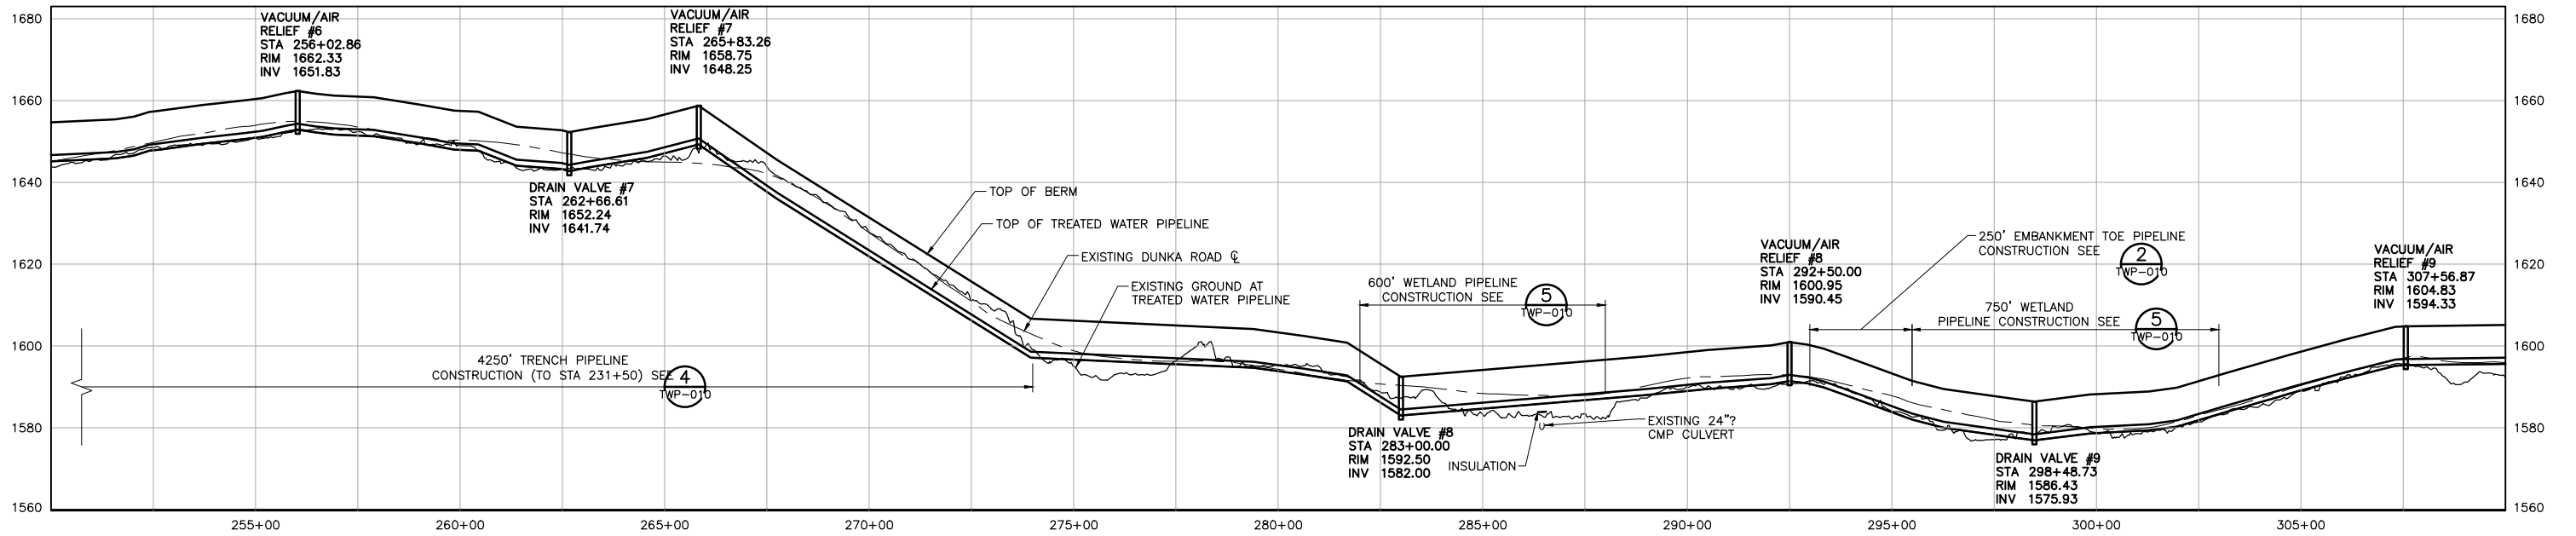 1680
1660
1640
1620
1600
1580
1560
VACUUM/AIR
RELIEF #6
STA 256+02.86
RIM 1662.33
INV 1651.83
VACUUM/AIR
RELIEF #7
STA 265+83.26
RIM 1658.75
INV 1648.25
DRAIN VALVE #7
STA 262+66.61
RIM 1652.24
INV 1641.74
TOP OF BERM
TOP OF TREATED WATER PIPELINE
EXISTING DUNKA ROAD ℄
EXISTING GROUND AT
TREATED WATER PIPELINE
4250' TRENCH PIPELINE
CONSTRUCTION (TO STA 231+50) SEE
4
TWP-010
600' WETLAND PIPELINE
CONSTRUCTION SEE
5
TWP-010
DRAIN VALVE #8
STA 283+00.00
RIM 1592.50
INV 1582.00
INSULATION
EXISTING 24"?
CMP CULVERT
VACUUM/AIR
RELIEF #8
STA 292+50.00
RIM 1600.95
INV 1590.45
250' EMBANKMENT TOE PIPELINE
CONSTRUCTION SEE
2
TWP-010
750' WETLAND
PIPELINE CONSTRUCTION SEE
5
TWP-010
DRAIN VALVE #9
STA 298+48.73
RIM 1586.43
INV 1575.93
VACUUM/AIR
RELIEF #9
STA 307+56.87
RIM 1604.83
INV 1594.33
1680
1660
1640
1620
1600
1580
1560
255+00
260+00
265+00
270+00
275+00
280+00
285+00
290+00
295+00
300+00
305+00